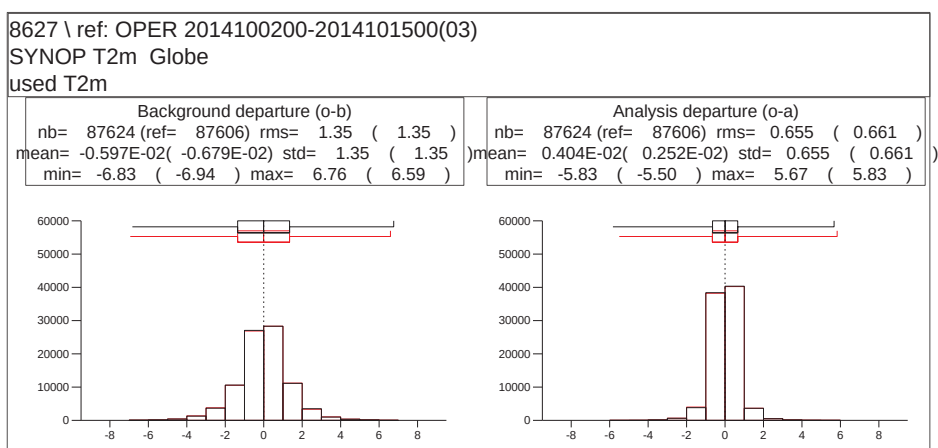 8627 \ ref: OPER 2014100200-2014101500(03)
SYNOP T2m Globe
used T2m
Background departure (o-b)
nb= 87624 (ref= 87606) rms= 1.35 ( 1.35 )
mean= -0.597E-02( -0.679E-02) std= 1.35 ( 1.35 )
min= -6.83 ( -6.94 ) max= 6.76 ( 6.59 )
Analysis departure (o-a)
nb= 87624 (ref= 87606) rms= 0.655 ( 0.661 )
mean= 0.404E-02( 0.252E-02) std= 0.655 ( 0.661 )
min= -5.83 ( -5.50 ) max= 5.67 ( 5.83 )
60000
50000
40000
30000
20000
10000
0
-8 -6 -4 -2 0 2 4 6 8
60000
50000
40000
30000
20000
10000
0
-8 -6 -4 -2 0 2 4 6 8